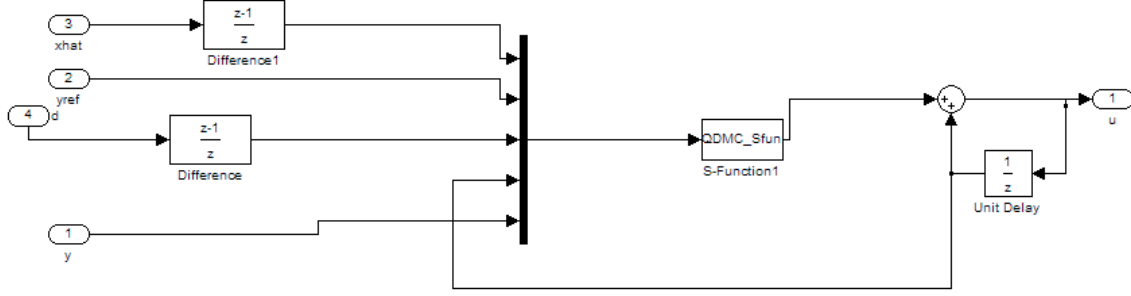 3
xhat
z-1
z
Difference1
2
yref
4
d
z-1
z
Difference
1
y
QDMC_Sfun
S-Function1
+
+
1
u
1
z
Unit Delay